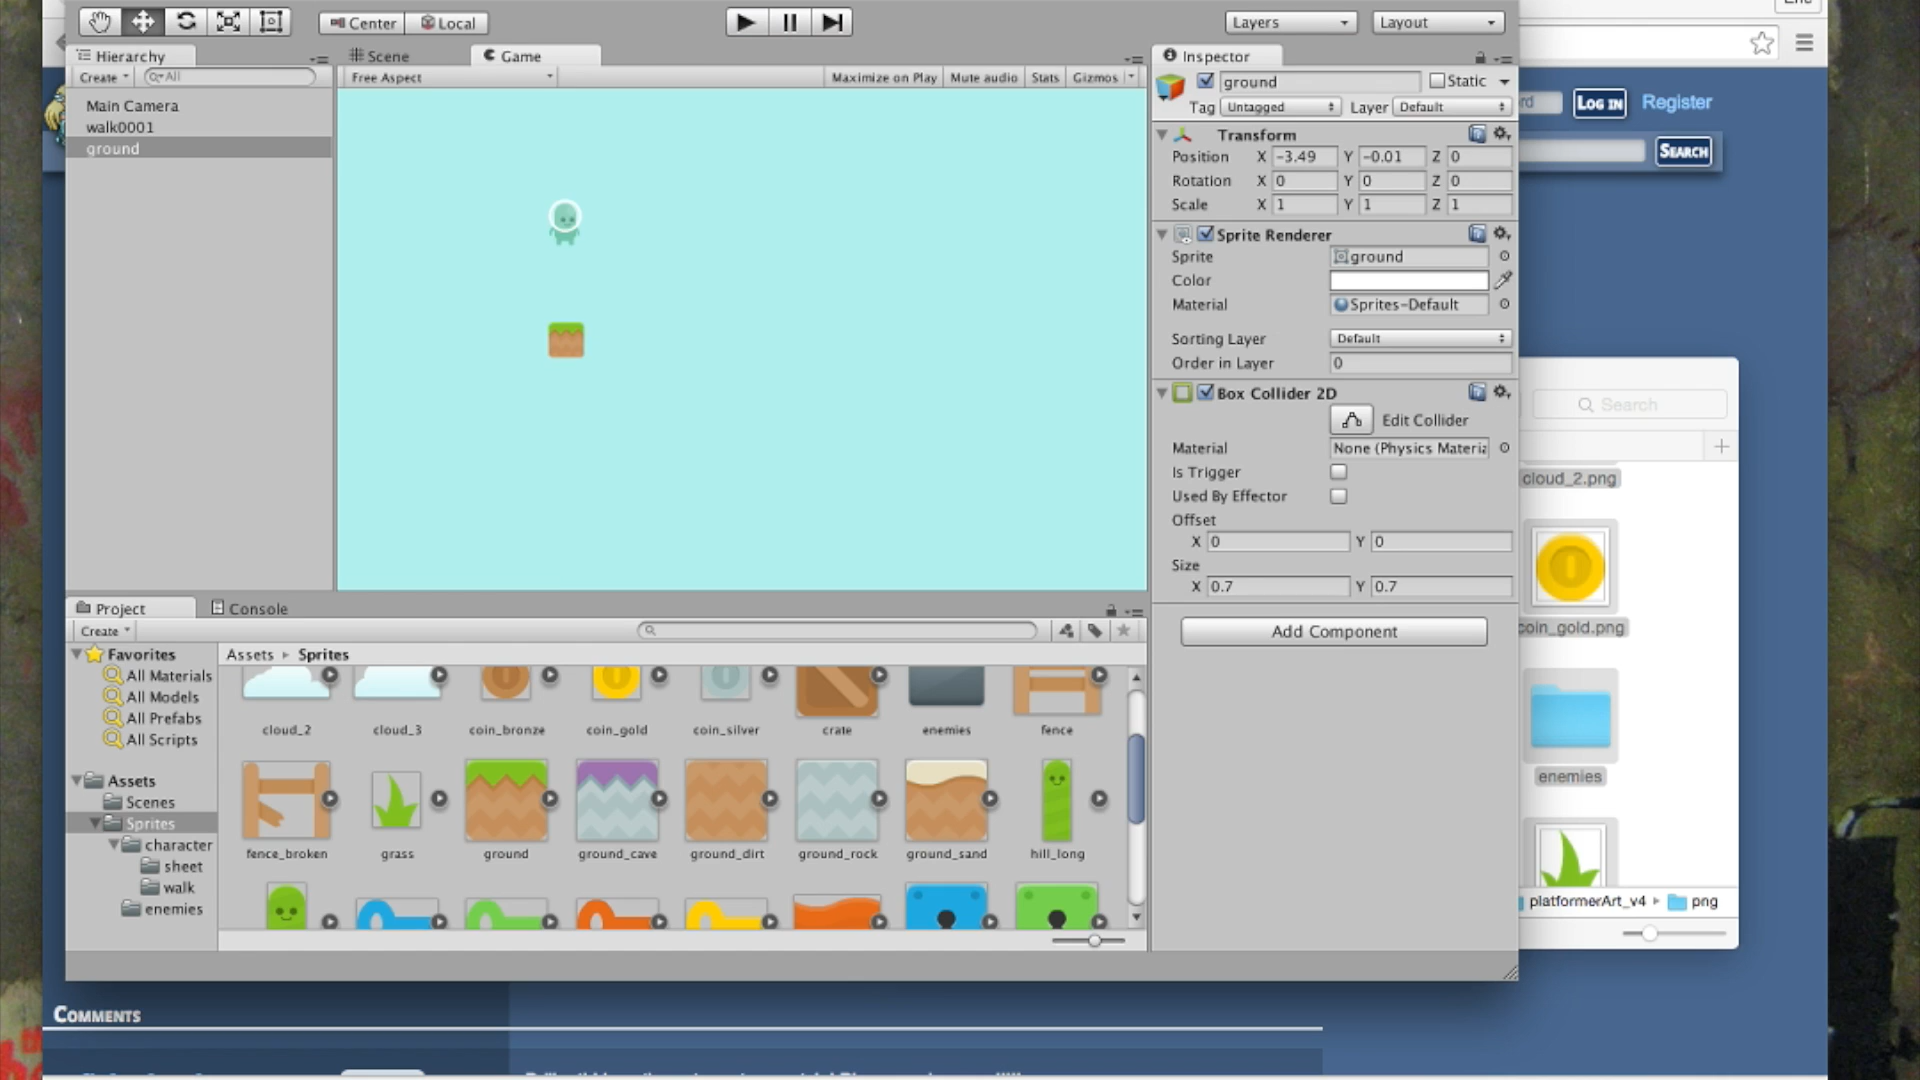 Center Local
Layers Layout
Hierarchy
Create All
Main Camera
walk0001
ground
Scene Game
Free Aspect Maximize on Play Mute audio Stats Gizmos
Inspector
ground Static
Tag Untagged Layer Default
Transform
Position X -3.49 Y -0.01 Z 0
Rotation X 0 Y 0 Z 0
Scale X 1 Y 1 Z 1
Sprite Renderer
Sprite ground
Color
Material Sprites-Default
Sorting Layer Default
Order in Layer 0
Box Collider 2D
Edit Collider
Material None (Physics Materia
Is Trigger
Used By Effector
Offset
X 0 Y 0
Size
X 0.7 Y 0.7
Add Component
Project Console
Create
Favorites
All Materials
All Models
All Prefabs
All Scripts
Assets
Scenes
Sprites
character
sheet
walk
enemies
Assets Sprites
cloud_2 cloud_3 coin_bronze coin_gold coin_silver crate enemies fence
fence_broken grass ground ground_cave ground_dirt ground_rock ground_sand hill_long
rd Log in Register
Search
Search
cloud_2.png
coin_gold.png
enemies
platformerArt_v4 png
Comments